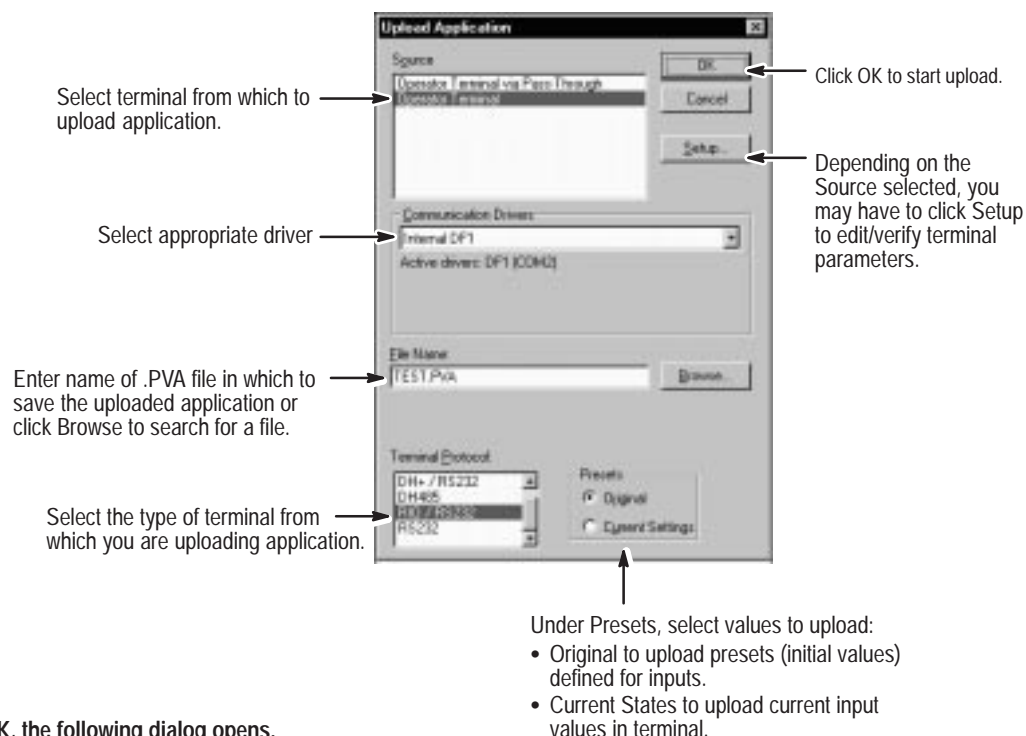 Upload Application
Source
OK
Click OK to start upload.
Operator Terminal via Pass-Through
Operator Terminal
Cancel
Select terminal from which to
upload application.
Setup...
Depending on the
Source selected, you
may have to click Setup
to edit/verify terminal
parameters.
Communication Drivers
Select appropriate driver
Internal DF1
Active drivers: DF1 (COM2)
File Name:
Enter name of .PVA file in which to
save the uploaded application or
click Browse to search for a file.
TEST.PVA
Browse...
Terminal Protocol:
DH+ / RS232
DH485
RIO / RS232
RS232
Presets
Original
Current Settings
Select the type of terminal from
which you are uploading application.
Under Presets, select values to upload:
• Original to upload presets (initial values)
defined for inputs.
• Current States to upload current input
values in terminal.
K, the following dialog opens.